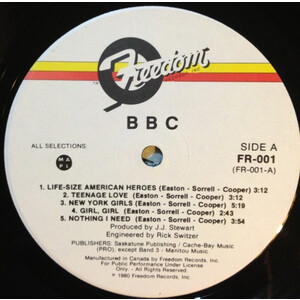 Freedom
RECORDS, INC.
TM
BBC
SIDE A
ALL SELECTIONS:
FR-001
MAPL
(FR-001-A)
1. LIFE-SIZE AMERICAN HEROES (Easton - Sorrell - Cooper) 3:12
2. TEENAGE LOVE (Easton - Sorrell - Cooper) 3:12
3. NEW YORK GIRLS (Easton - Sorrell - Cooper) 5:19
4. GIRL, GIRL (Easton - Sorrell - Cooper) 2:43
5. NOTHING I NEED (Easton - Sorrell - Cooper) 3:54
Produced by J.J. Stewart
Engineered by Rick Switzer
PUBLISHERS: Saskatune Publishing / Cache-Bay Music
(PRO), except Band 3 - Manitou Music
Manufactured in Canada by Freedom Records, Inc.
For Public Performance Under License
Only. - All Rights Reserved.
℗ 1980 Freedom Records, Inc.